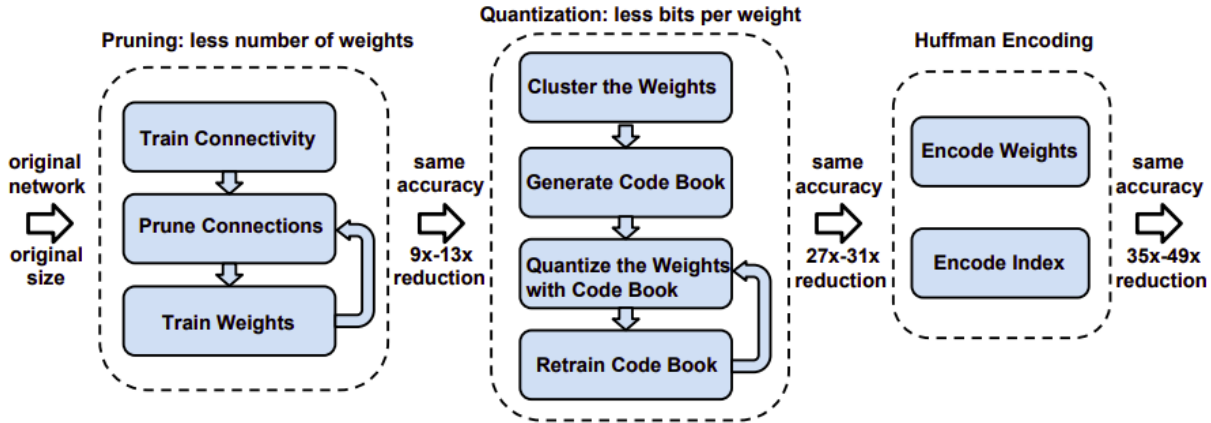 Quantization: less bits per weight
Pruning: less number of weights
Huffman Encoding
original
network
original
size
Train Connectivity
Prune Connections
Train Weights
same
accuracy
9x-13x
reduction
Cluster the Weights
Generate Code Book
Quantize the Weights
with Code Book
Retrain Code Book
same
accuracy
27x-31x
reduction
Encode Weights
Encode Index
same
accuracy
35x-49x
reduction